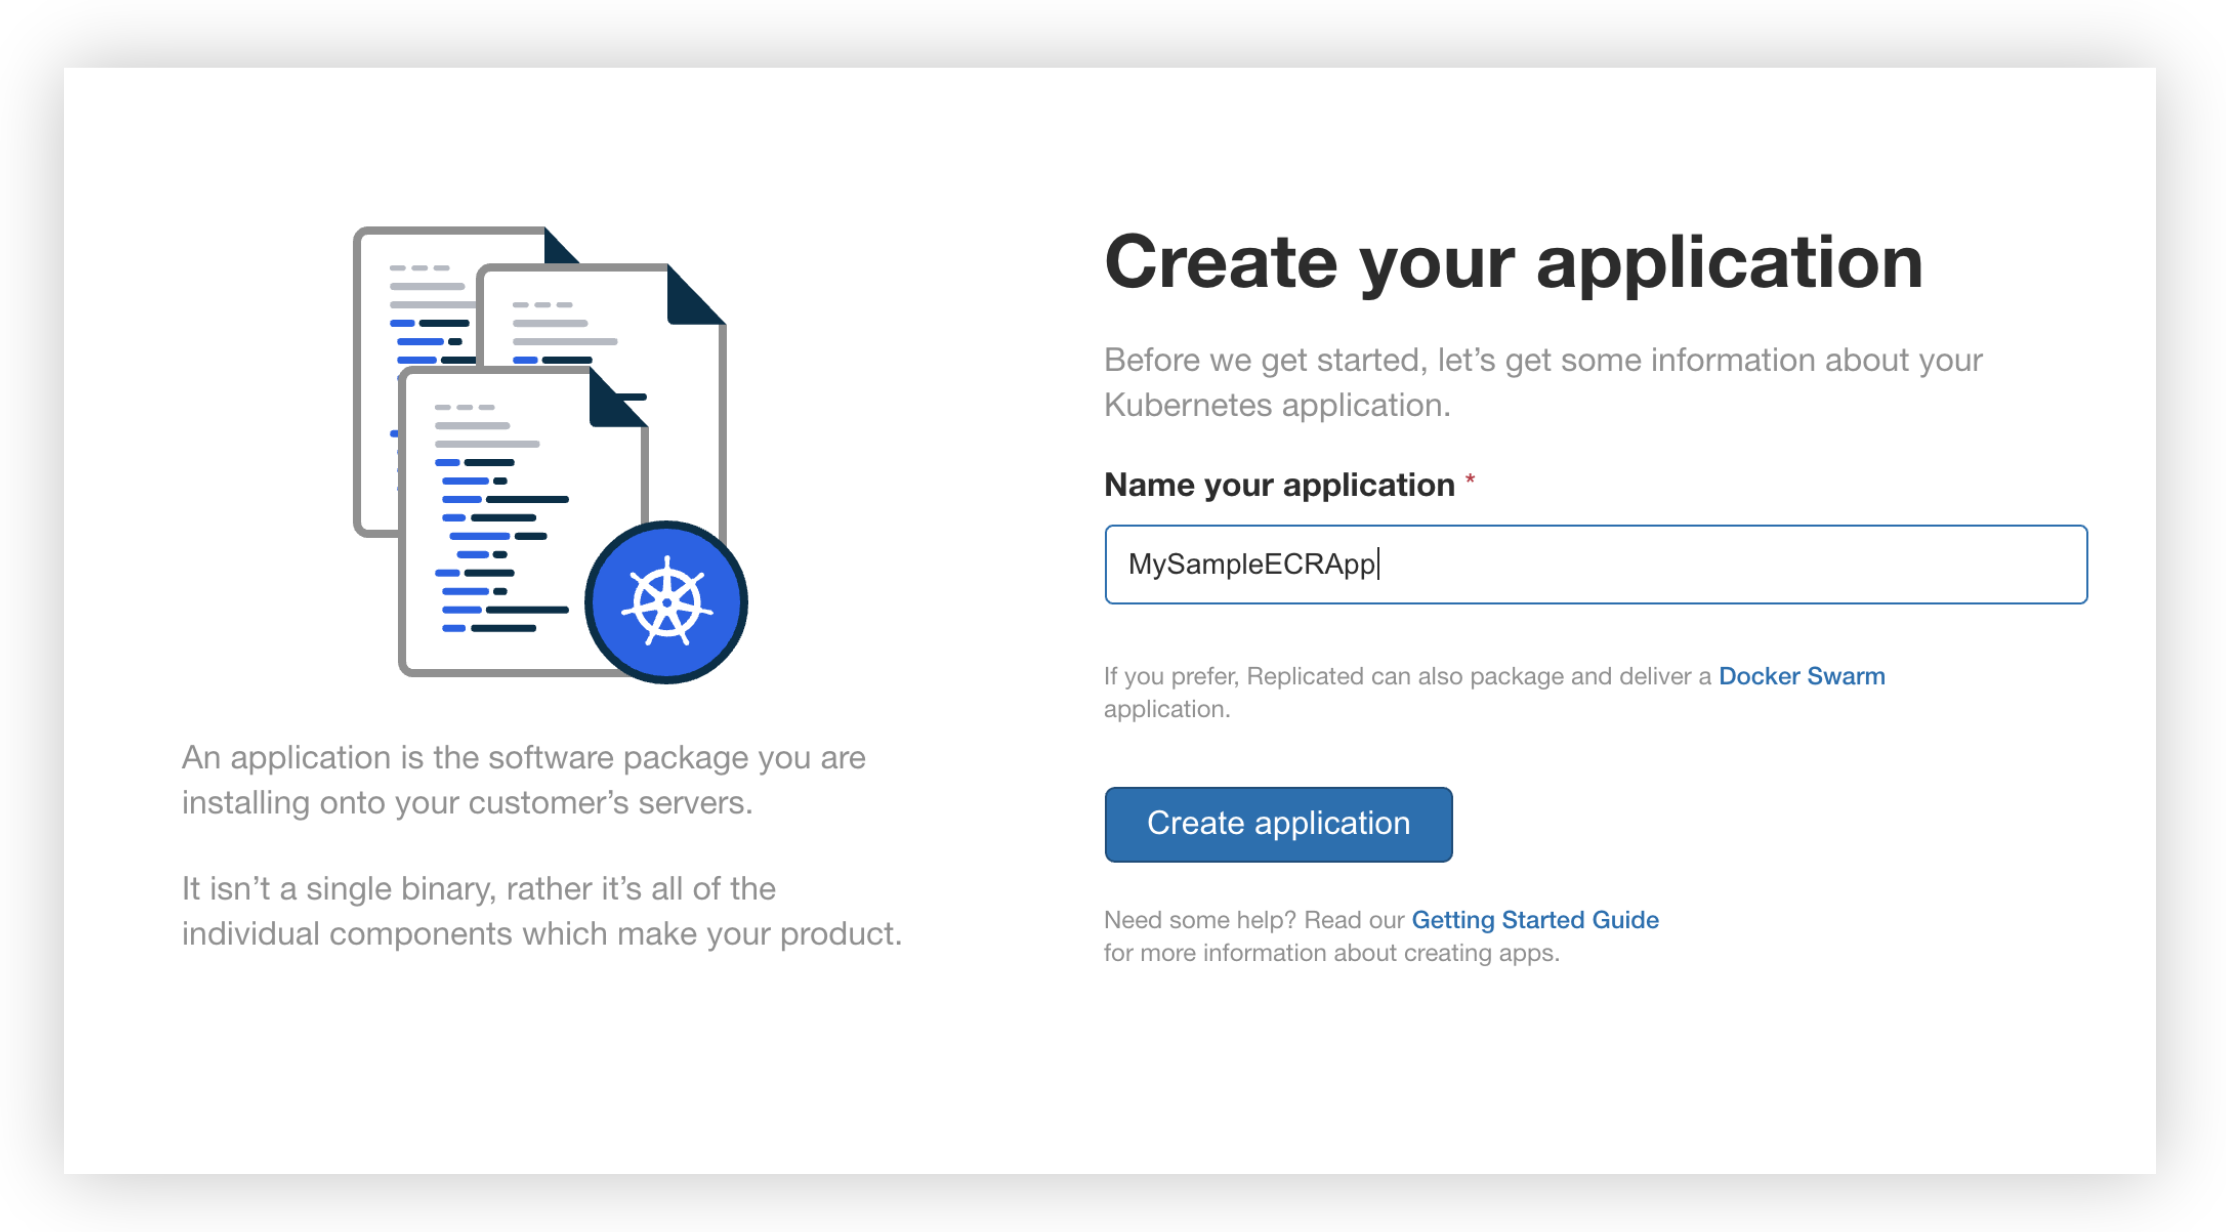 An application is the software package you are
installing onto your customer’s servers.
It isn’t a single binary, rather it’s all of the
individual components which make your product.
Create your application
Before we get started, let’s get some information about your
Kubernetes application.
Name your application *
MySampleECRApp
If you prefer, Replicated can also package and deliver a Docker Swarm
application.
Create application
Need some help? Read our Getting Started Guide
for more information about creating apps.